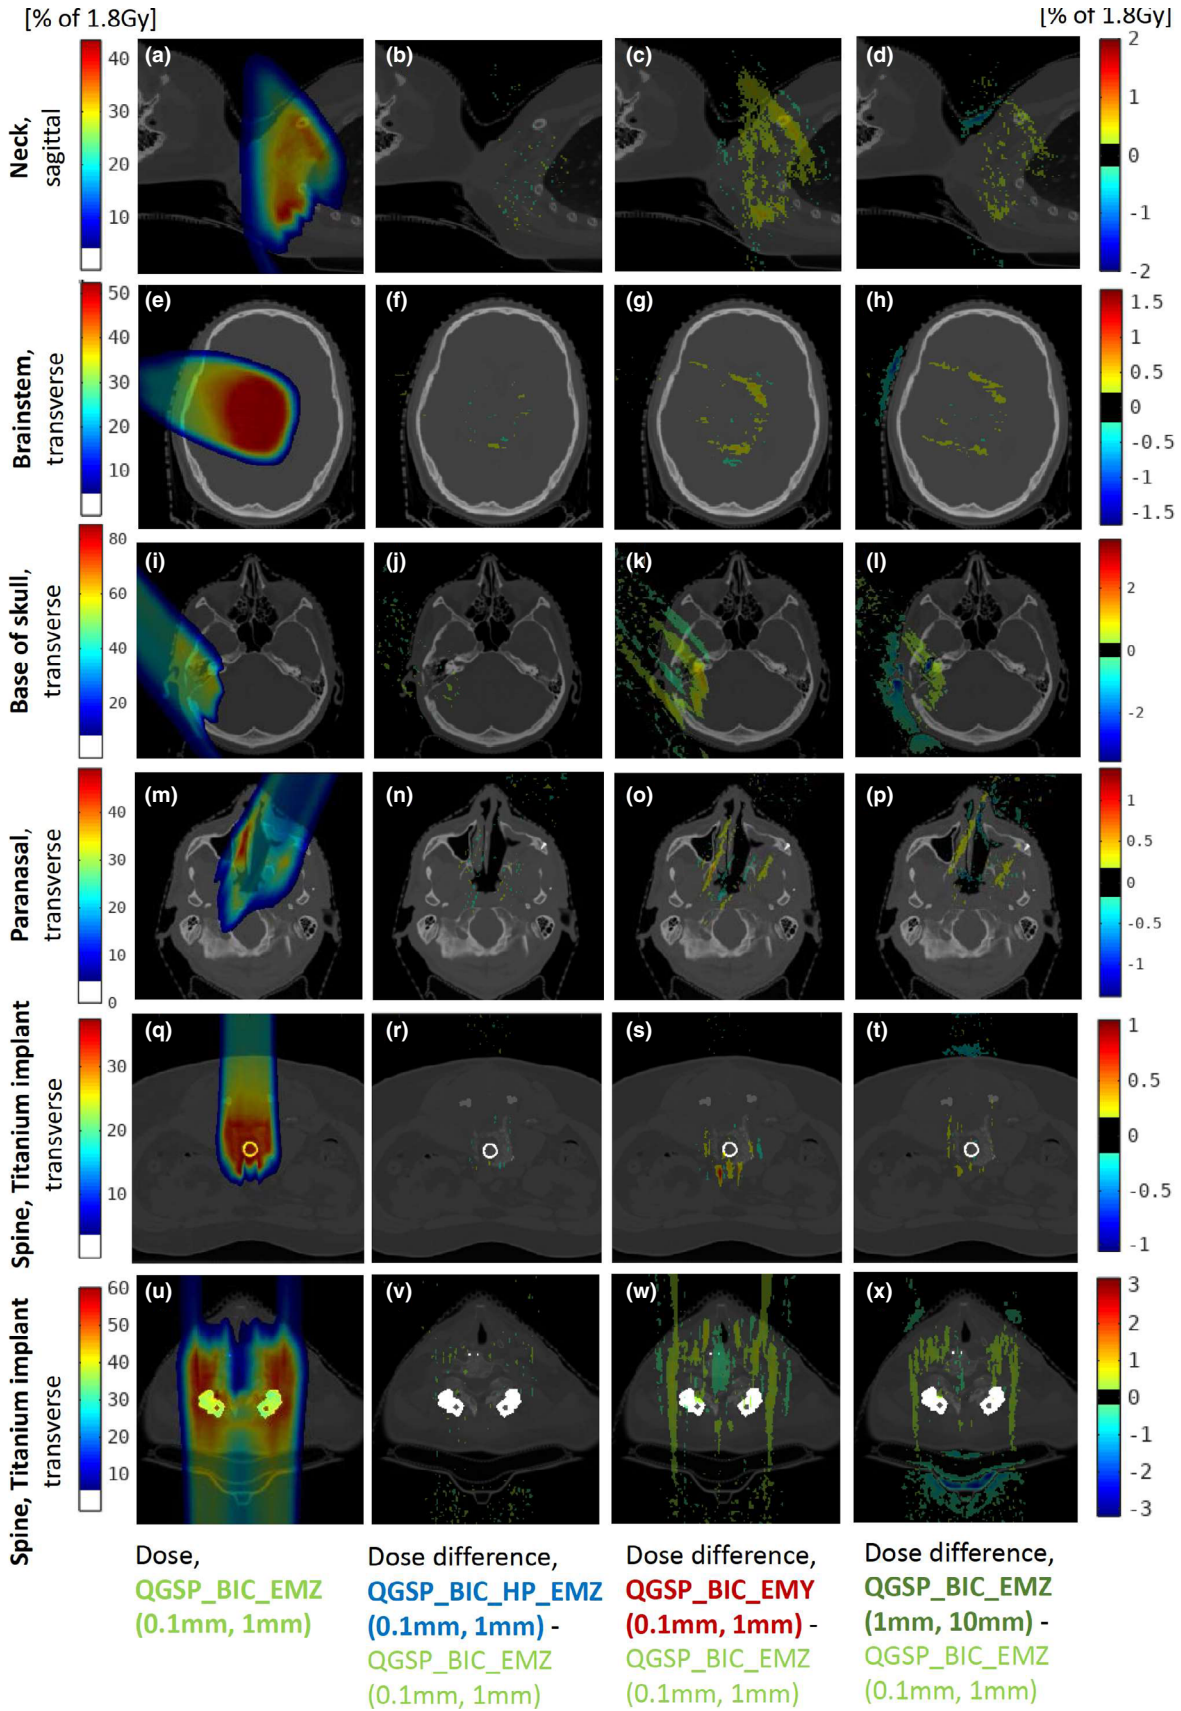 [% of 1.8Gy]
[% of 1.8Gy]
Neck,
sagittal
40
30
20
10
(a)
(b)
(c)
(d)
2
1
0
-1
-2
Brainstem,
transverse
50
40
30
20
10
(e)
(f)
(g)
(h)
1.5
1
0.5
0
-0.5
-1
-1.5
Base of skull,
transverse
80
60
40
20
(i)
(j)
(k)
(l)
2
0
-2
Paranasal,
transverse
40
30
20
10
0
(m)
(n)
(o)
(p)
1
0.5
0
-0.5
-1
Spine, Titanium implant
transverse
30
20
10
(q)
(r)
(s)
(t)
1
0.5
0
-0.5
-1
Spine, Titanium implant
transverse
60
50
40
30
20
10
(u)
(v)
(w)
(x)
3
2
1
0
-1
-2
-3
Dose,
QGSP_BIC_EMZ
(0.1mm, 1mm)
Dose difference,
QGSP_BIC_HP_EMZ
(0.1mm, 1mm) -
QGSP_BIC_EMZ
(0.1mm, 1mm)
Dose difference,
QGSP_BIC_EMY
(0.1mm, 1mm) -
QGSP_BIC_EMZ
(0.1mm, 1mm)
Dose difference,
QGSP_BIC_EMZ
(1mm, 10mm) -
QGSP_BIC_EMZ
(0.1mm, 1mm)